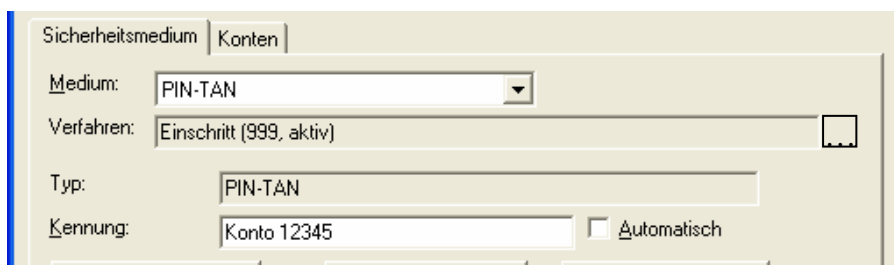 Sicherheitsmedium Konten
Medium: PIN-TAN
Verfahren: Einschritt (999, aktiv) ...
Typ: PIN-TAN
Kennung: Konto 12345 Automatisch